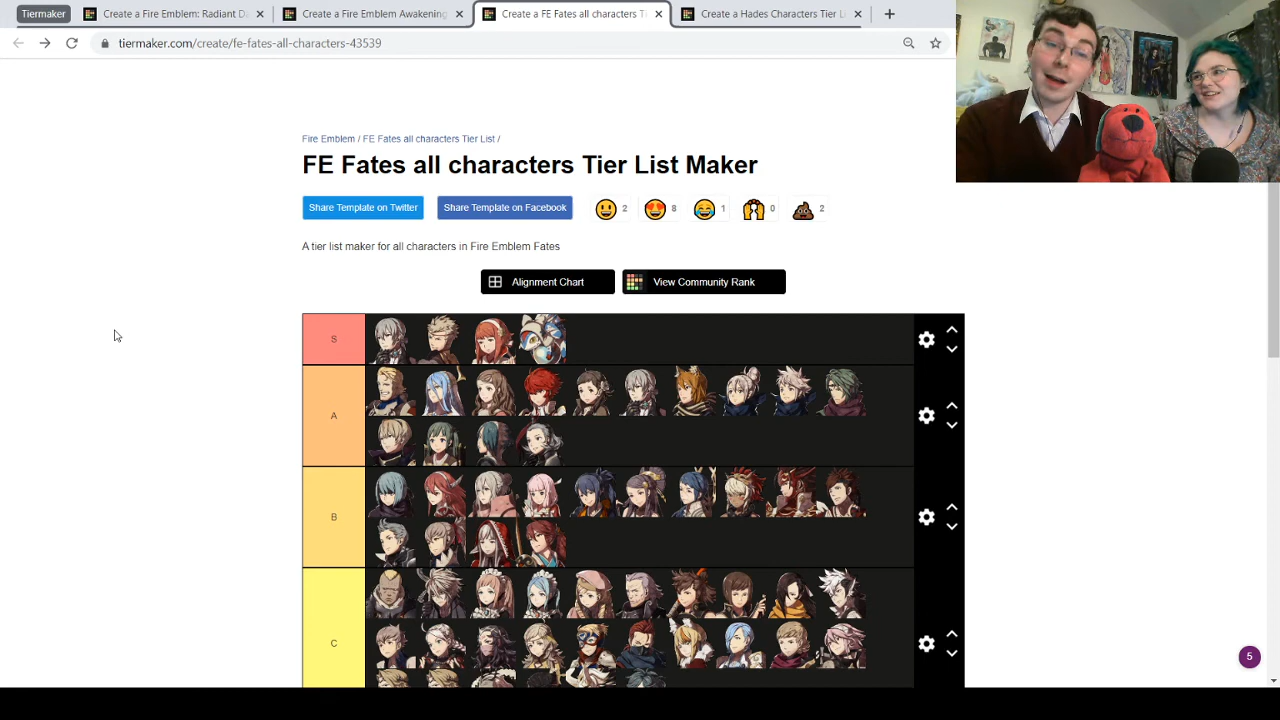 Tiermaker
Create a Fire Emblem: Radiant Da
Create a Fire Emblem Awakening
Create a FE Fates all characters Ti
Create a Hades Characters Tier L
tiermaker.com/create/fe-fates-all-characters-43539
Fire Emblem / FE Fates all characters Tier List /
FE Fates all characters Tier List Maker
Share Template on Twitter
Share Template on Facebook
2
8
1
0
2
A tier list maker for all characters in Fire Emblem Fates
Alignment Chart
View Community Rank
S
A
B
C
5